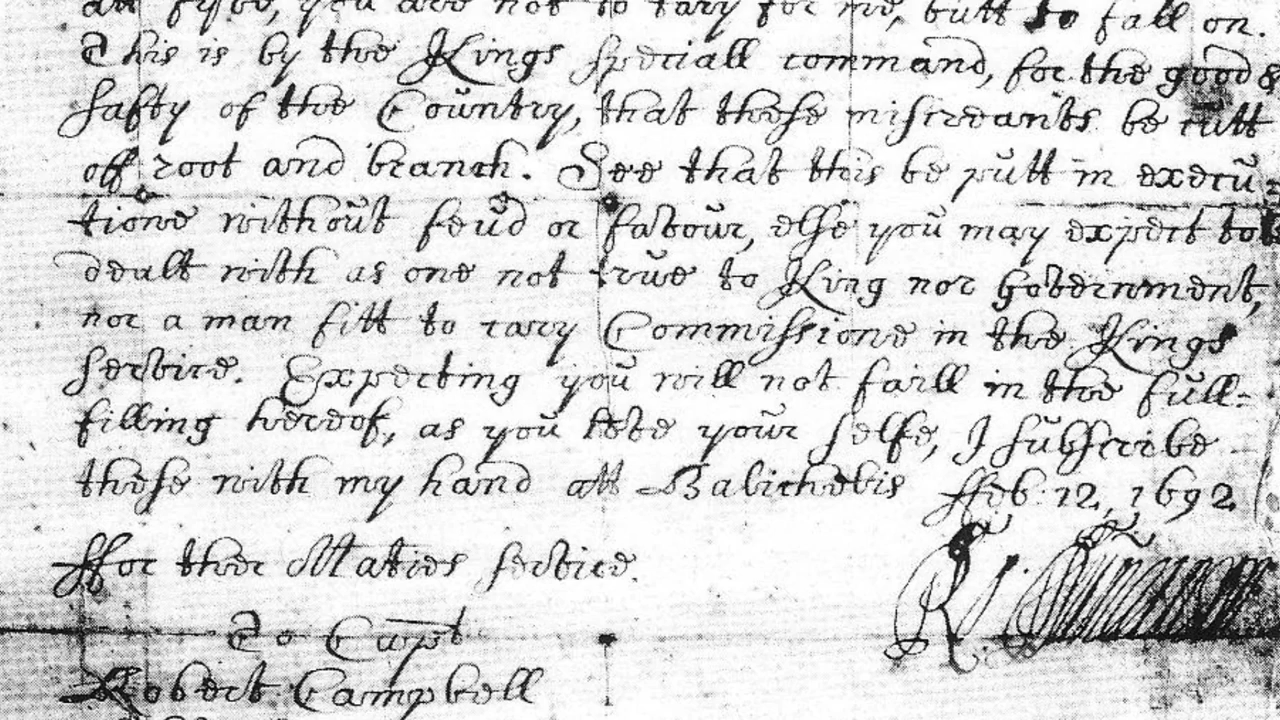 att fyve, you are not to tary for me, butt to fall on.
This is by the Kings speciall command, for the good &
safty of the Country, that these miscreants be cutt
off root and branch. See that this be putt in execu=
tione without feud or favour, else you may expect to be
dealt with as one not true to King nor Government,
nor a man fitt to cary Commissione in the Kings
service. Expecting you will not faill in the full=
filling hereof, as you love your selfe, I subscribe
these with my hand att Balicholis Feb: 12, 1692
ffor ther Maties service
R. Duncanson
To Capt
Robert Campbell